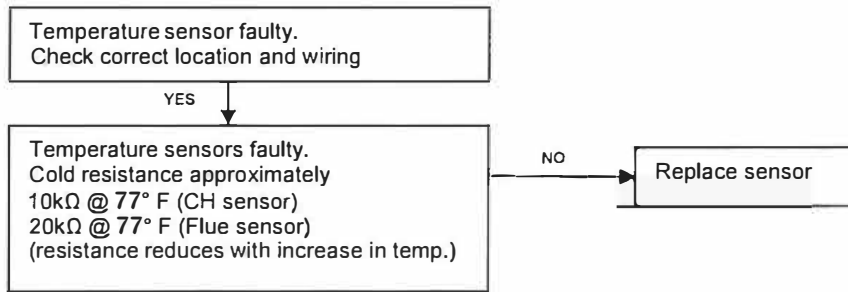 Temperature sensor faulty.
Check correct location and wiring
YES
Temperature sensors faulty.
Cold resistance approximately
10kΩ @ 77° F (CH sensor)
20kΩ @ 77° F (Flue sensor)
(resistance reduces with increase in temp.)
NO
Replace sensor